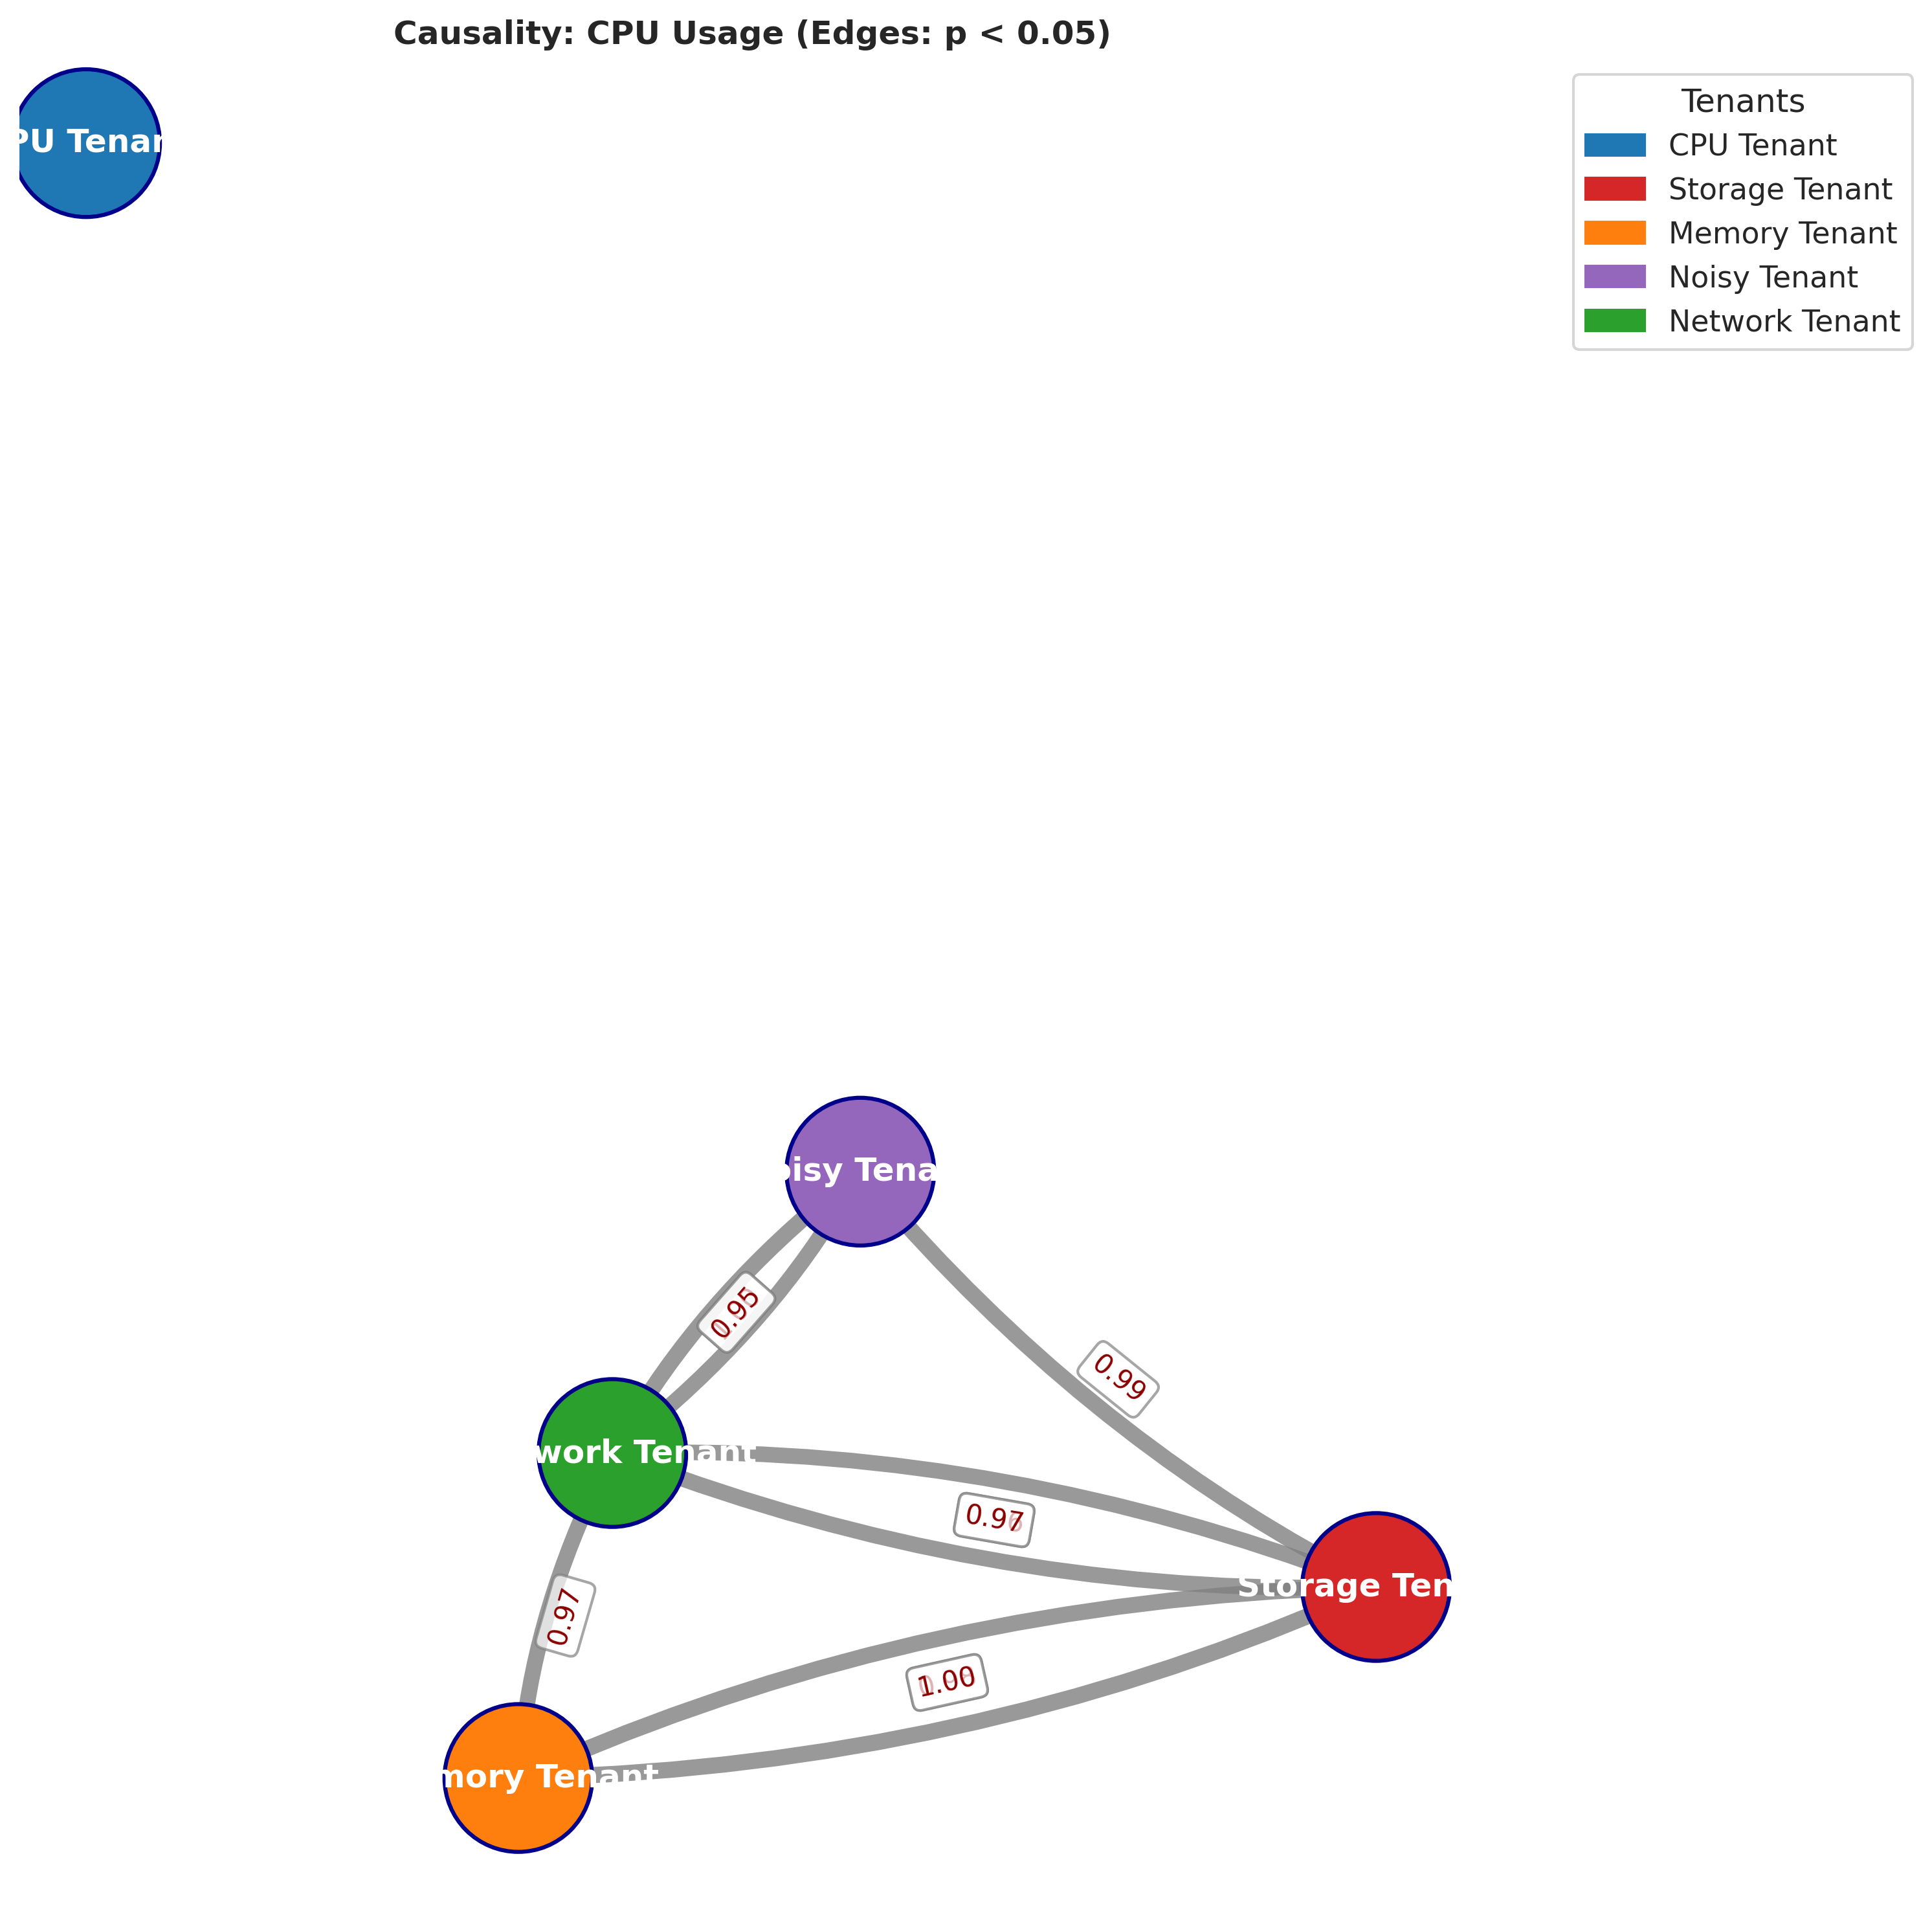 Causality: CPU Usage (Edges: p < 0.05)
PU Tenan
Tenants
CPU Tenant
Storage Tenant
Memory Tenant
Noisy Tenant
Network Tenant
oisy Tena
0.95
0.99
work Tenant
0.97
Storage Ten
0.97
1.00
mory Tenant